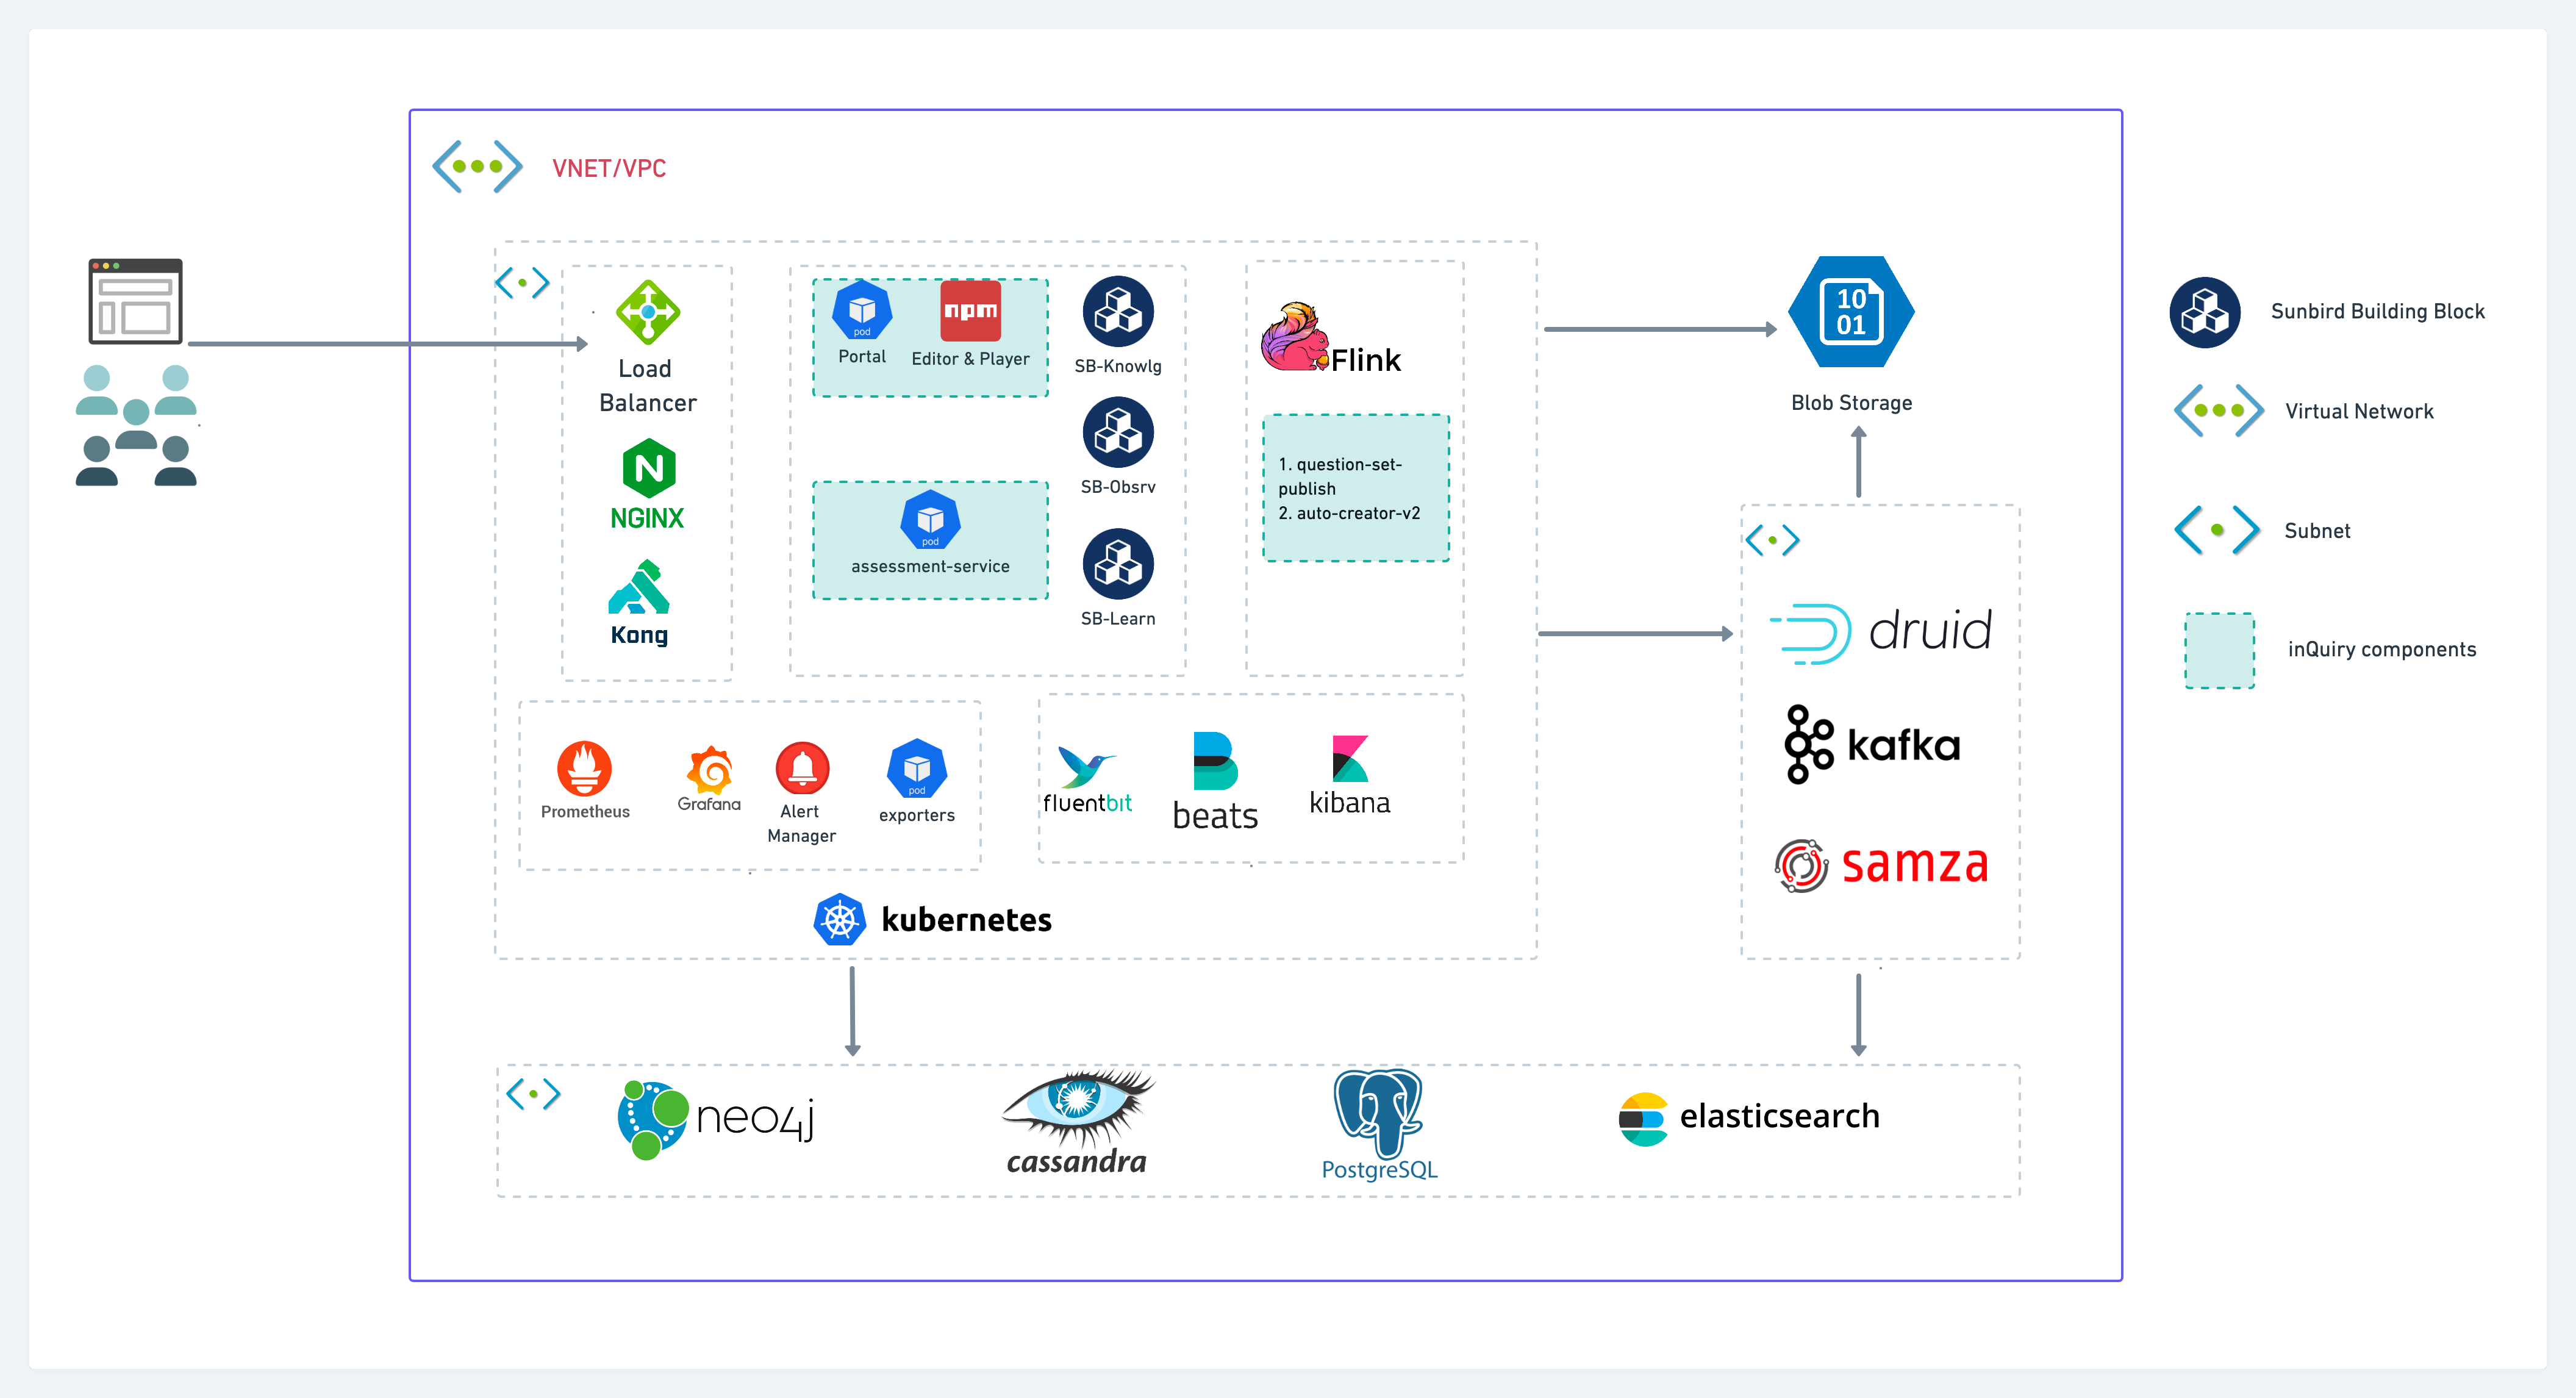 VNET/VPC
Load
Balancer
NGINX
Kong
pod
Portal
npm
Editor & Player
SB-Knowlg
SB-Obsrv
pod
assessment-service
SB-Learn
Flink
1. question-set-
publish
2. auto-creator-v2
Prometheus
Grafana
Alert
Manager
pod
exporters
fluentbit
beats
kibana
kubernetes
10
01
Blob Storage
druid
kafka
samza
neo4j
cassandra
PostgreSQL
elasticsearch
Sunbird Building Block
Virtual Network
Subnet
inQuiry components